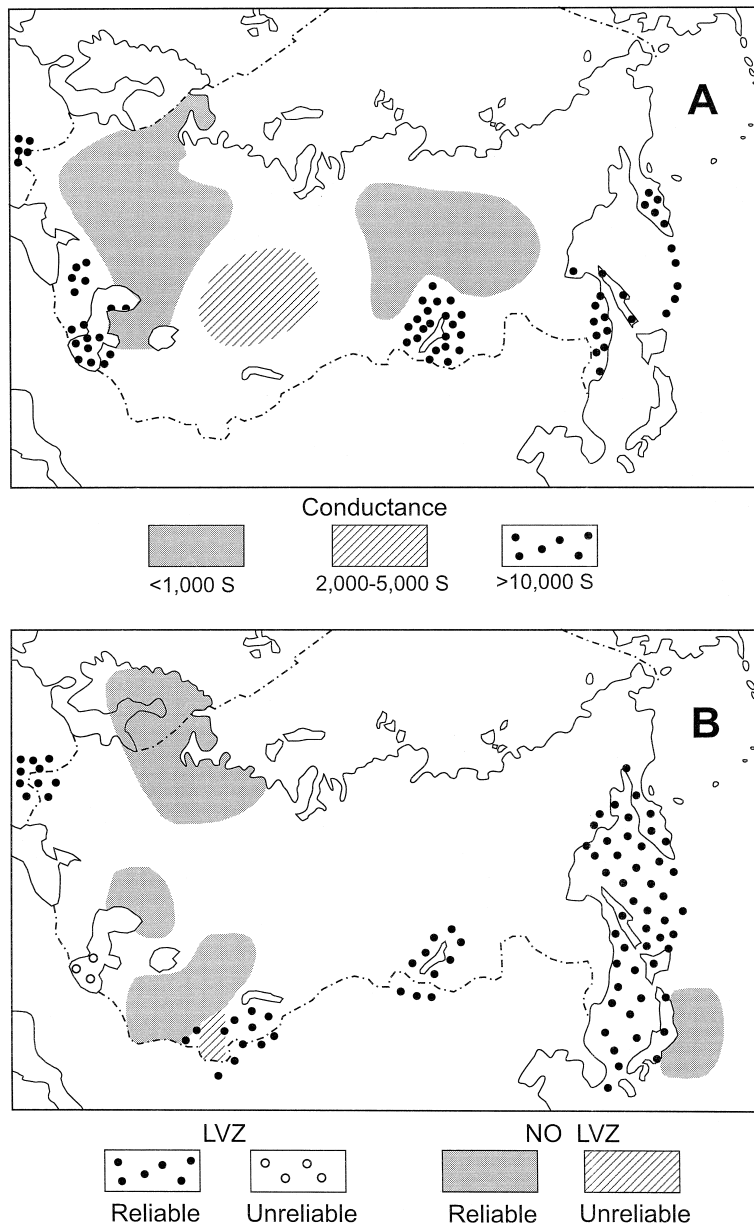 A
Conductance
<1,000 S 2,000-5,000 S >10,000 S
B
LVZ NO LVZ
Reliable Unreliable Reliable Unreliable